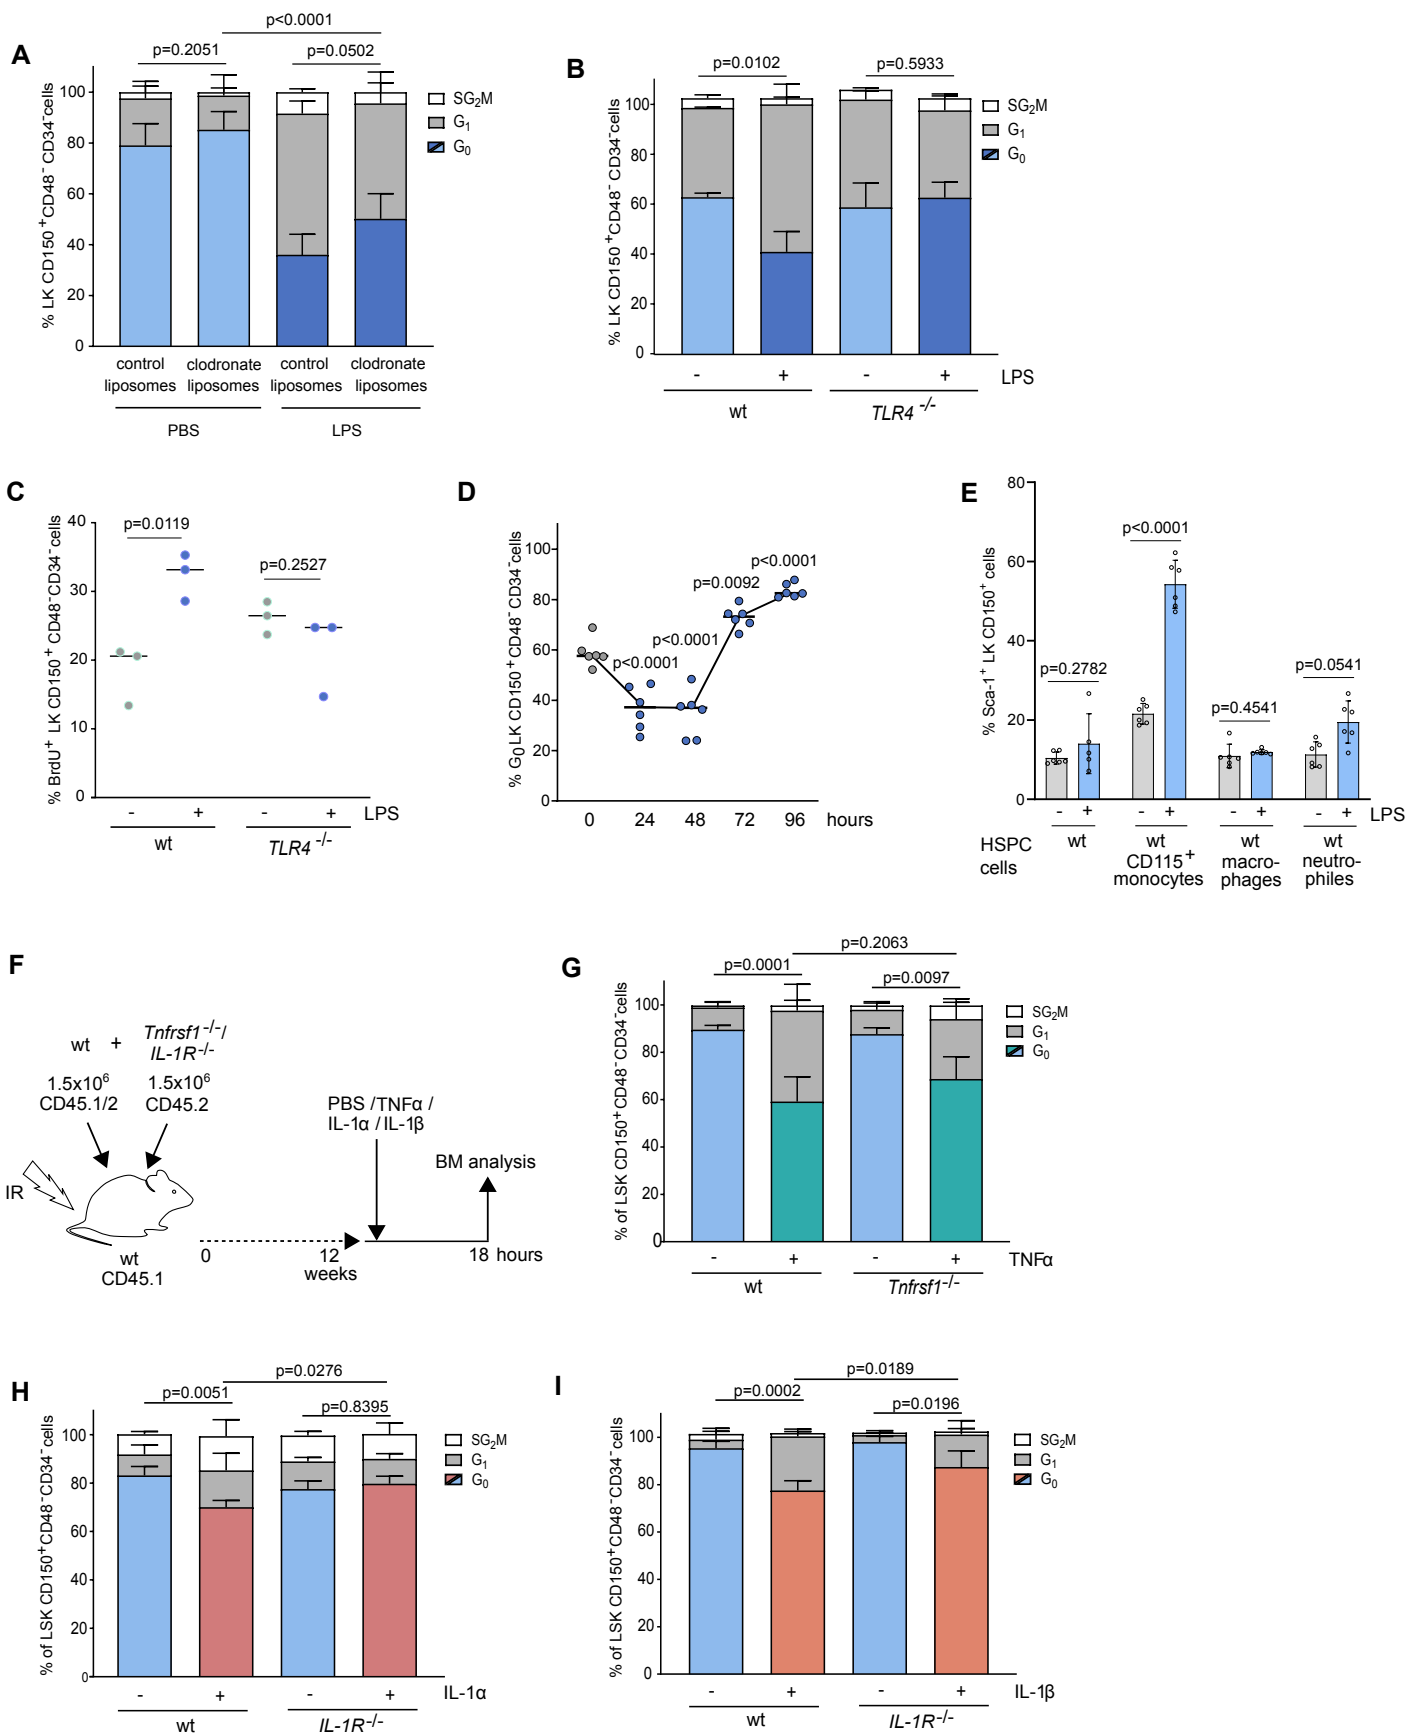 A
p<0.0001
p=0.2051
p=0.0502
% LK CD150⁺CD48⁻ CD34⁻cells
100
80
60
40
20
0
SG₂M
G₁
G₀
control liposomes
clodronate liposomes
control liposomes
clodronate liposomes
PBS
LPS
B
p=0.0102
p=0.5933
% LK CD150⁺CD48⁻ CD34⁻cells
100
80
60
40
20
0
SG₂M
G₁
G₀
- + - + LPS
wt
TLR4 ⁻/⁻
C
p=0.0119
p=0.2527
% BrdU⁺ LK CD150⁺ CD48⁻CD34⁻cells
40
30
20
10
0
- + - + LPS
wt
TLR4 ⁻/⁻
D
% G₀LK CD150⁺CD48⁻ CD34⁻cells
100
80
60
40
20
0
p<0.0001
p<0.0001
p=0.0092
p<0.0001
0 24 48 72 96 hours
E
% Sca-1⁺ LK CD150⁺ cells
80
60
40
20
0
p=0.2782
p<0.0001
p=0.4541
p=0.0541
- + - + - + - + LPS
HSPC cells
wt
wt CD115⁺ monocytes
wt macro-phages
wt neutro-philes
F
wt + Tnfrsf1⁻/⁻/
IL-1R⁻/⁻
1.5x10⁶ 1.5x10⁶
CD45.1/2 CD45.2
IR
wt
CD45.1
0 12
weeks
PBS /TNFα /
IL-1α / IL-1β
BM analysis
18 hours
G
p=0.2063
p=0.0001
p=0.0097
% of LSK CD150⁺CD48⁻CD34⁻cells
100
80
60
40
20
0
SG₂M
G₁
G₀
- + - + TNFα
wt
Tnfrsf1⁻/⁻
H
p=0.0276
p=0.0051
p=0.8395
% of LSK CD150⁺CD48⁻CD34⁻cells
100
80
60
40
20
0
SG₂M
G₁
G₀
- + - + IL-1α
wt
IL-1R⁻/⁻
I
p=0.0189
p=0.0002
p=0.0196
% of LSK CD150⁺CD48⁻CD34⁻cells
100
80
60
40
20
0
SG₂M
G₁
G₀
- + - + IL-1β
wt
IL-1R⁻/⁻